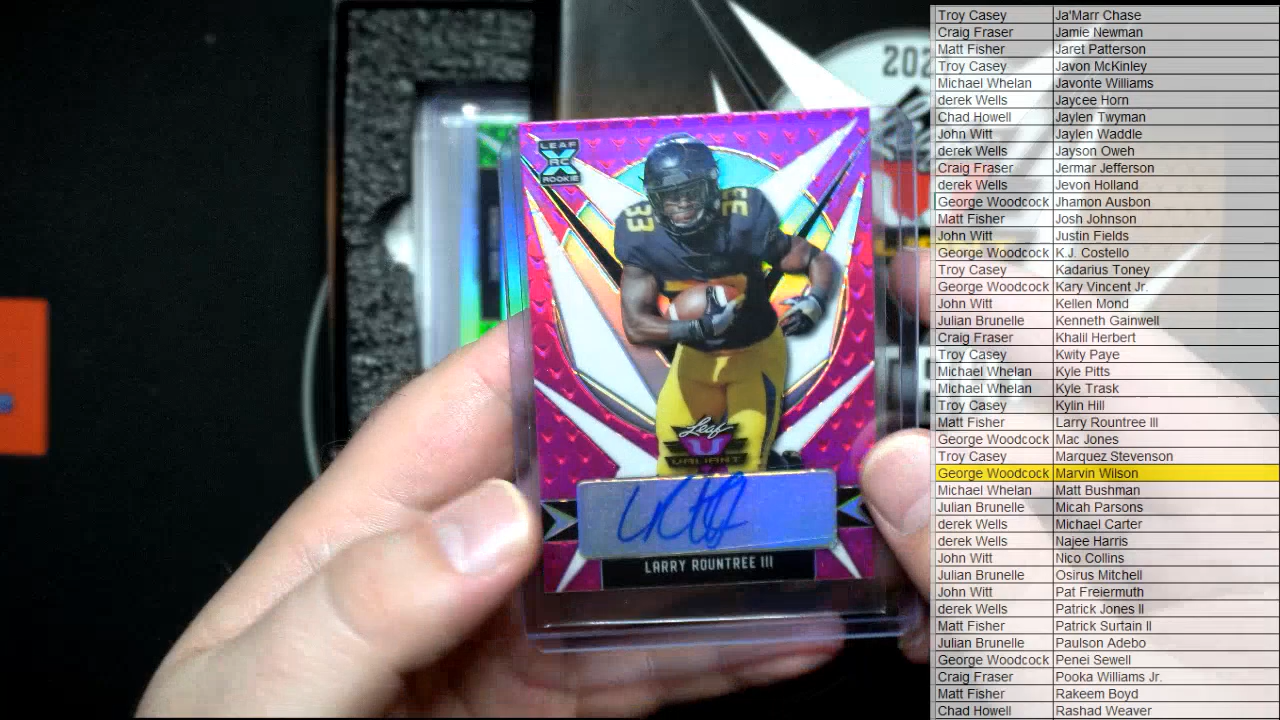 LEAF
X
RC
ROOKIE
33
33
Leaf
VALIANT
LARRY ROUNTREE III
202
Troy Casey Ja'Marr Chase
Craig Fraser Jamie Newman
Matt Fisher Jaret Patterson
Troy Casey Javon McKinley
Michael Whelan Javonte Williams
derek Wells Jaycee Horn
Chad Howell Jaylen Twyman
John Witt Jaylen Waddle
derek Wells Jayson Oweh
Craig Fraser Jermar Jefferson
derek Wells Jevon Holland
George Woodcock Jhamon Ausbon
Matt Fisher Josh Johnson
John Witt Justin Fields
George Woodcock K.J. Costello
Troy Casey Kadarius Toney
George Woodcock Kary Vincent Jr.
John Witt Kellen Mond
Julian Brunelle Kenneth Gainwell
Craig Fraser Khalil Herbert
Troy Casey Kwity Paye
Michael Whelan Kyle Pitts
Michael Whelan Kyle Trask
Troy Casey Kylin Hill
Matt Fisher Larry Rountree III
George Woodcock Mac Jones
Troy Casey Marquez Stevenson
George Woodcock Marvin Wilson
Michael Whelan Matt Bushman
Julian Brunelle Micah Parsons
derek Wells Michael Carter
derek Wells Najee Harris
John Witt Nico Collins
Julian Brunelle Osirus Mitchell
John Witt Pat Freiermuth
derek Wells Patrick Jones II
Matt Fisher Patrick Surtain II
Julian Brunelle Paulson Adebo
George Woodcock Penei Sewell
Craig Fraser Pooka Williams Jr.
Matt Fisher Rakeem Boyd
Chad Howell Rashad Weaver